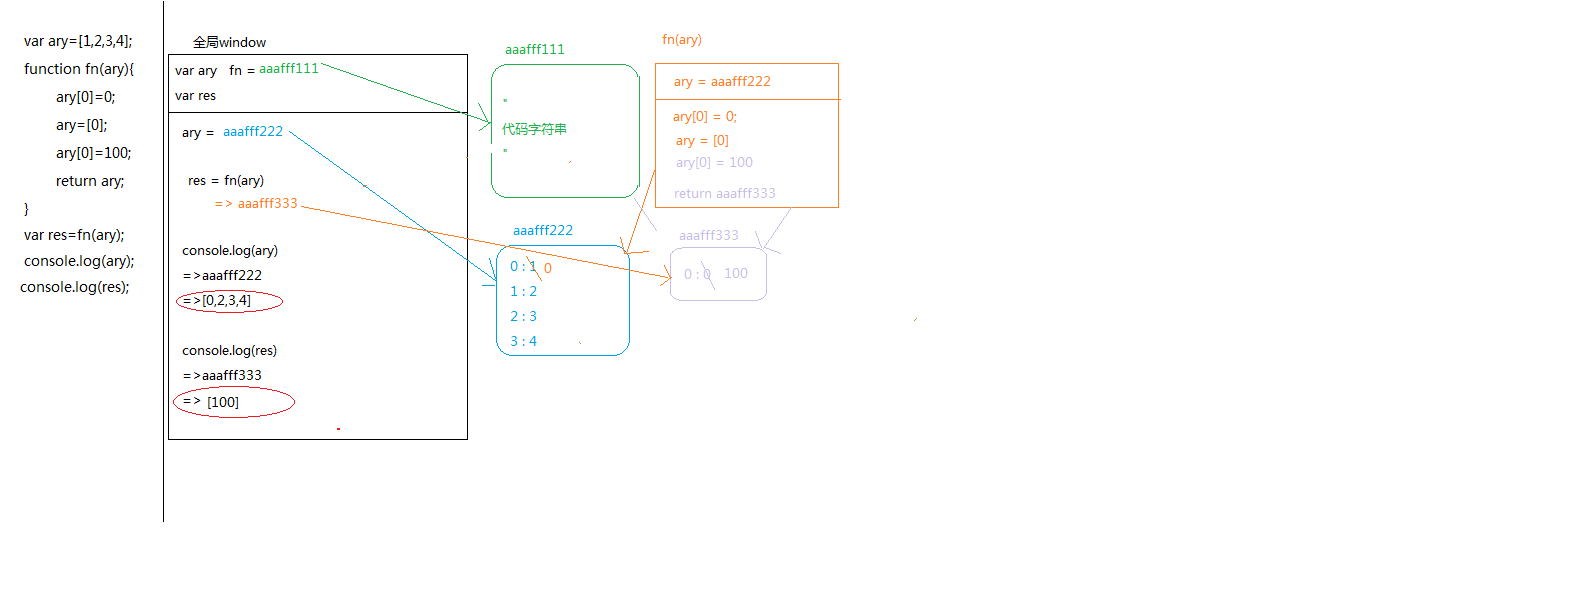 var ary=[1,2,3,4];
function fn(ary){
ary[0]=0;
ary=[0];
ary[0]=100;
return ary;
}
var res=fn(ary);
console.log(ary);
console.log(res);
全局window
var ary fn = aaafff111
var res
ary = aaafff222
res = fn(ary)
=> aaafff333
console.log(ary)
=>aaafff222
=>[0,2,3,4]
console.log(res)
=>aaafff333
=> [100]
aaafff111
"
代码字符串
"
aaafff222
0 : 1 0
1 : 2
2 : 3
3 : 4
fn(ary)
ary = aaafff222
ary[0] = 0;
ary = [0]
ary[0] = 100
return aaafff333
aaafff333
0 : 0 100